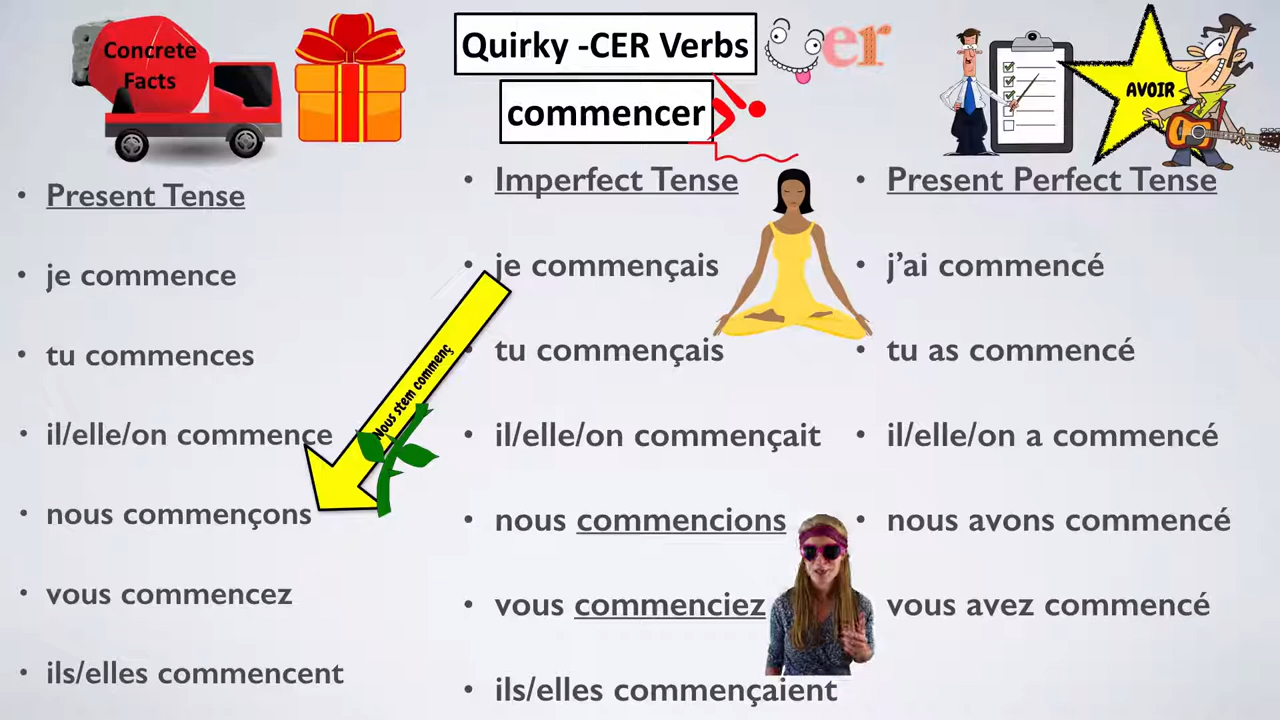 Concrete
Facts
Quirky -CER Verbs
er
commencer
AVOIR
Present Tense
je commence
tu commences
il/elle/on commence
nous commençons
vous commencez
ils/elles commencent
Nous stem commenç
Imperfect Tense
je commençais
tu commençais
il/elle/on commençait
nous commencions
vous commenciez
ils/elles commençaient
Present Perfect Tense
j'ai commencé
tu as commencé
il/elle/on a commencé
nous avons commencé
vous avez commencé